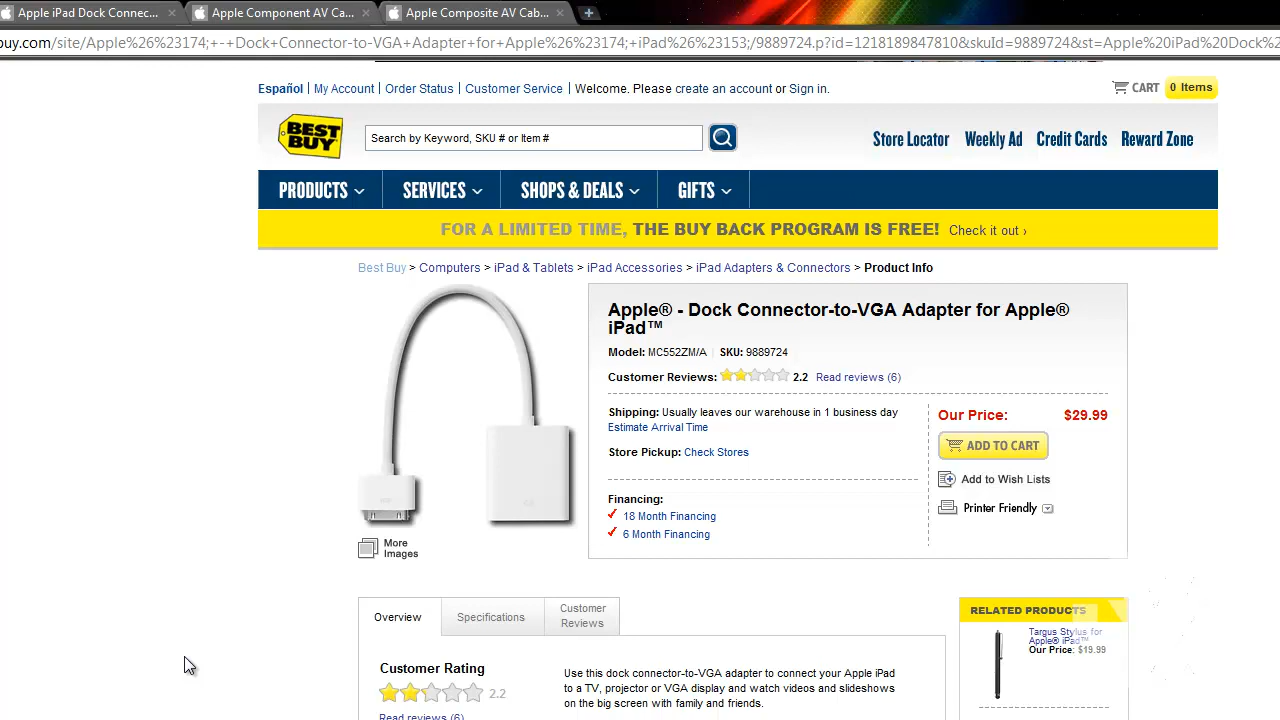 Apple iPad Dock Connec...
Apple Component AV Ca...
Apple Composite AV Cab...
buy.com/site/Apple%26%23174;+-+Dock+Connector-to-VGA+Adapter+for+Apple%26%23174;+iPad%26%23153;/9889724.p?id=1218189847810&skuId=9889724&st=Apple%20iPad%20Dock%2
Español | My Account | Order Status | Customer Service | Welcome. Please create an account or Sign in.
CART 0 Items
BEST BUY
Search by Keyword, SKU # or Item #
Store Locator Weekly Ad Credit Cards Reward Zone
PRODUCTS SERVICES SHOPS & DEALS GIFTS
FOR A LIMITED TIME, THE BUY BACK PROGRAM IS FREE! Check it out ›
Best Buy > Computers > iPad & Tablets > iPad Accessories > iPad Adapters & Connectors > Product Info
Apple® - Dock Connector-to-VGA Adapter for Apple®
iPad™
Model: MC552ZM/A | SKU: 9889724
Customer Reviews: 2.2 Read reviews (6)
Shipping: Usually leaves our warehouse in 1 business day
Estimate Arrival Time
Store Pickup: Check Stores
Financing:
18 Month Financing
6 Month Financing
Our Price: $29.99
ADD TO CART
Add to Wish Lists
Printer Friendly
More
Images
Overview
Specifications
Customer
Reviews
Customer Rating
2.2
Read reviews (6)
Use this dock connector-to-VGA adapter to connect your Apple iPad
to a TV, projector or VGA display and watch videos and slideshows
on the big screen with family and friends.
RELATED PRODUCTS
Targus Stylus for
Apple® iPad™
Our Price: $19.99